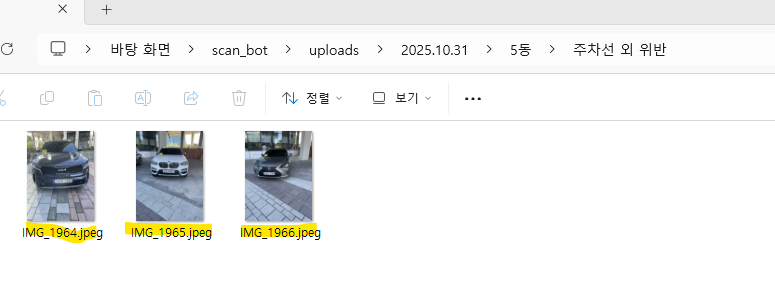 바탕 화면 > scan_bot > uploads > 2025.10.31 > 5동 > 주차선 외 위반
정렬 보기
IMG_1964.jpeg IMG_1965.jpeg IMG_1966.jpeg